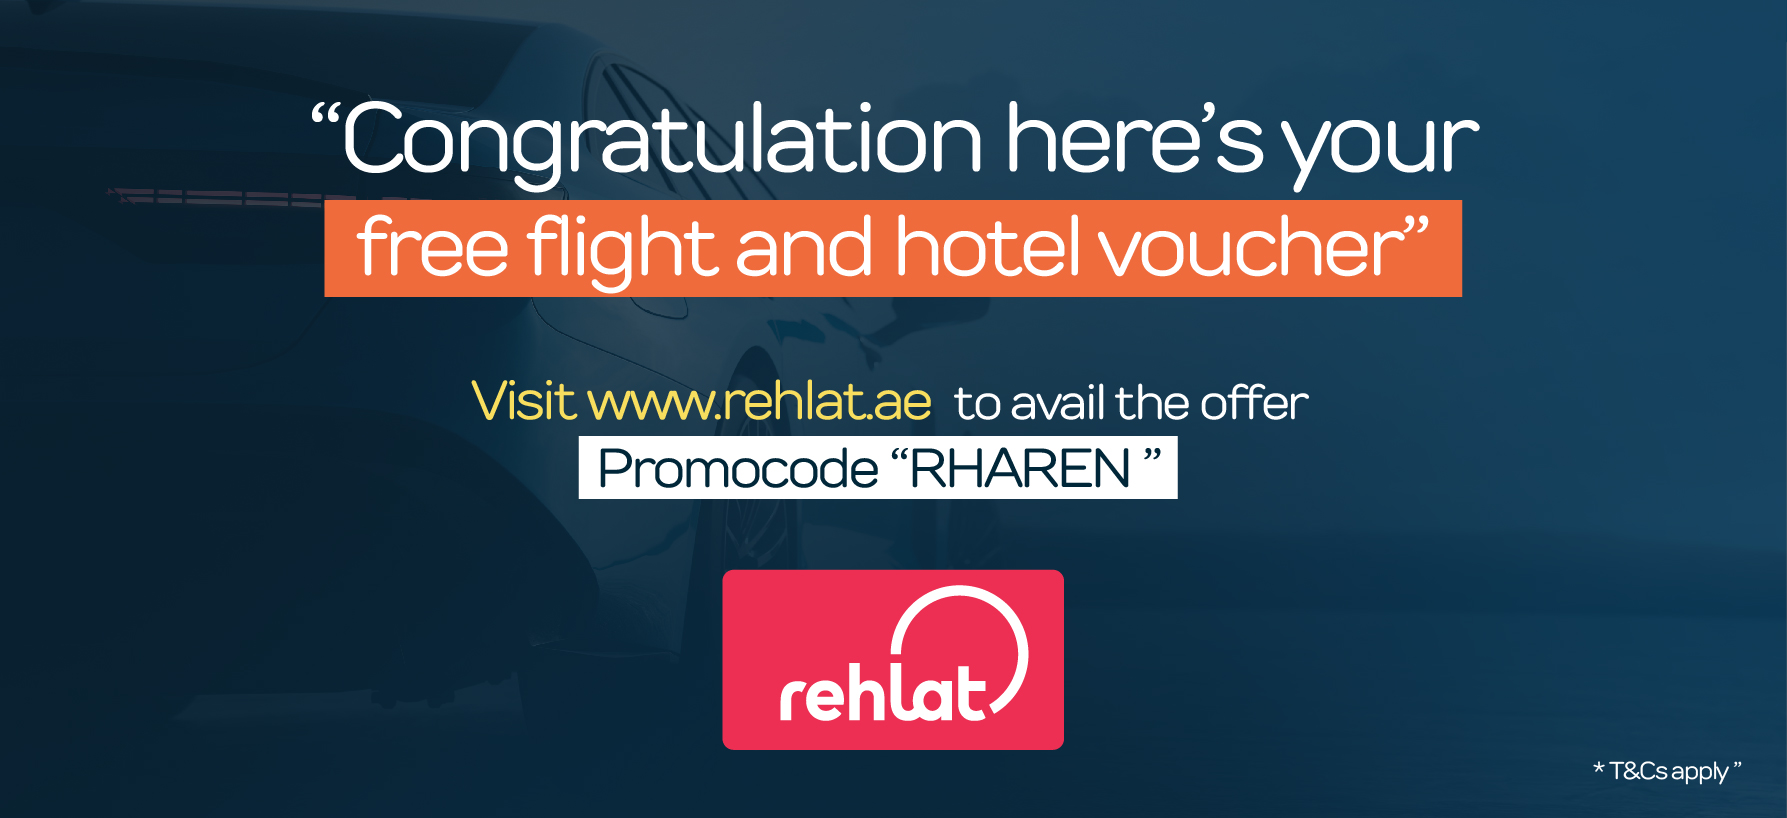 “Congratulation here’s your
free flight and hotel voucher”
Visit www.rehlat.ae to avail the offer
Promocode “RHAREN ”
rehlat
* T&Cs apply ”